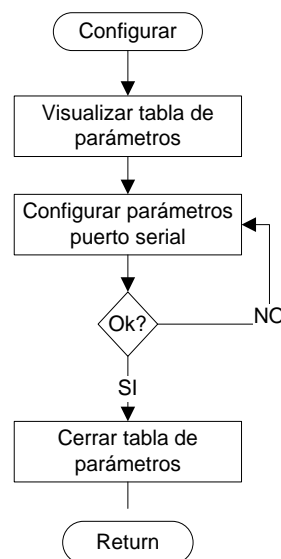 Configurar
Visualizar tabla de
parámetros
Configurar parámetros
puerto serial
Ok?
NO
SI
Cerrar tabla de
parámetros
Return